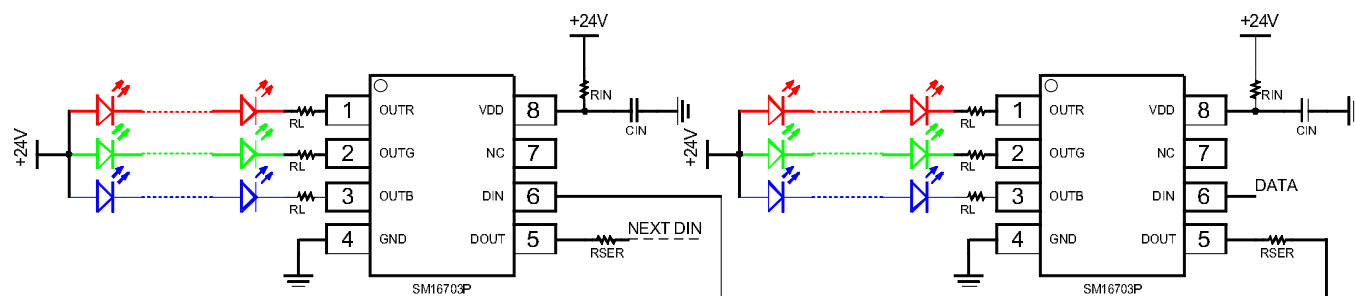 +24V
RIN
CIN
+24V
1 OUTR
2 OUTG
3 OUTB
4 GND
VDD 8
NC 7
DIN 6
DOUT 5
RL
RL
RL
RSER
NEXT DIN
SM16703P
+24V
RIN
CIN
+24V
1 OUTR
2 OUTG
3 OUTB
4 GND
VDD 8
NC 7
DIN 6
DOUT 5
RL
RL
RL
DATA
RSER
SM16703P